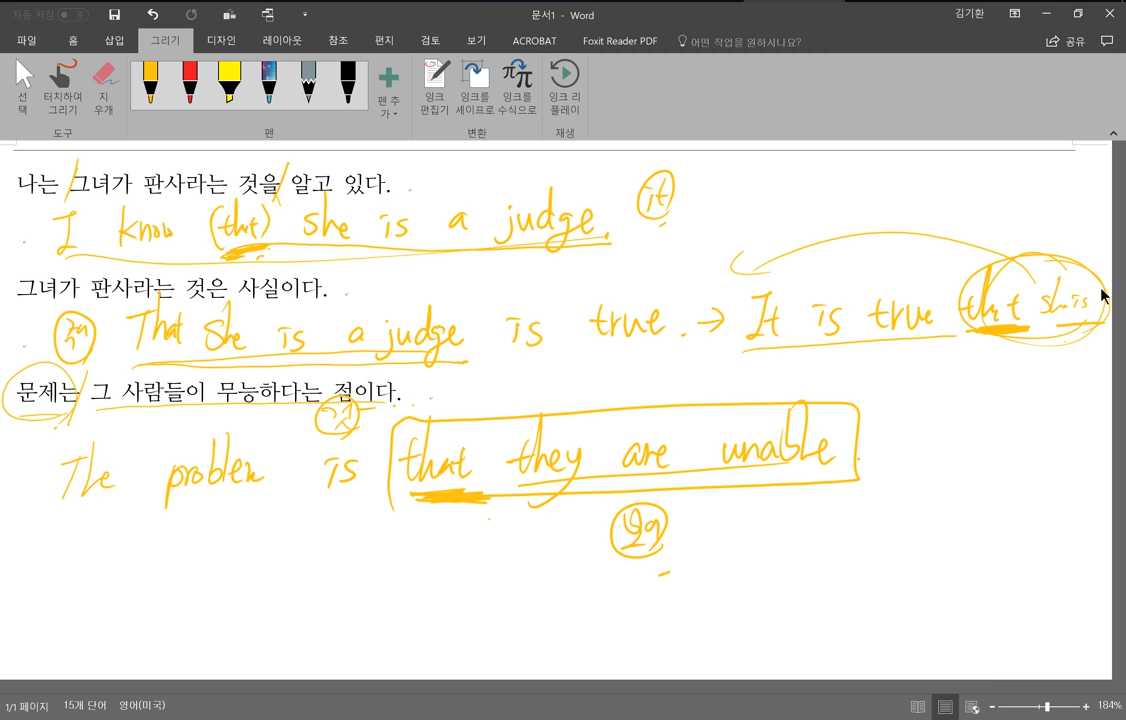 자동 저장 끔
문서1 - Word
김기환
파일 홈 삽입 그리기 디자인 레이아웃 참조 편지 검토 보기 ACROBAT Foxit Reader PDF 어떤 작업을 원하시나요? 공유
선택 터치하여 그리기 지우개 펜 추가 잉크 편집기 잉크를 셰이프로 잉크를 수식으로 잉크 리플레이
도구 펜 변환 재생
나는 그녀가 판사라는 것을 알고 있다.
I know (that) she is a judge. it
그녀가 판사라는 것은 사실이다.
That she is a judge is true. → It is true that she is
문제는 그 사람들이 무능하다는 점이다.
것
The problem is that they are unable
1/1 페이지 15개 단어 영어(미국) 184%